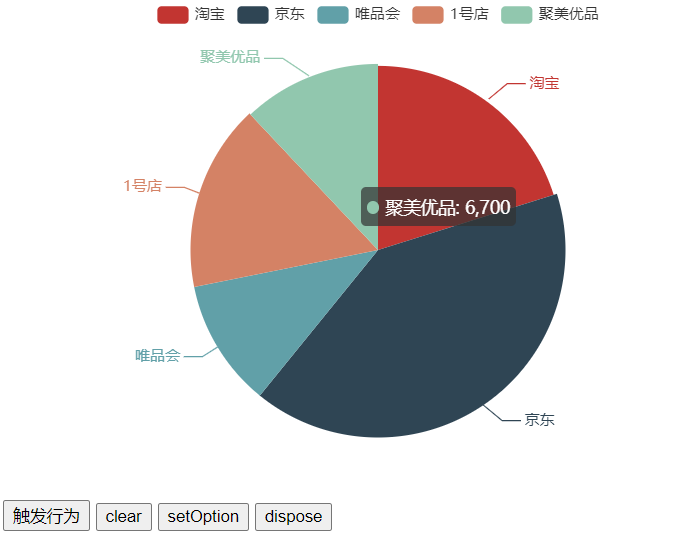 淘宝 京东 唯品会 1号店 聚美优品
聚美优品
淘宝
1号店
聚美优品: 6,700
唯品会
京东
触发行为 clear setOption dispose